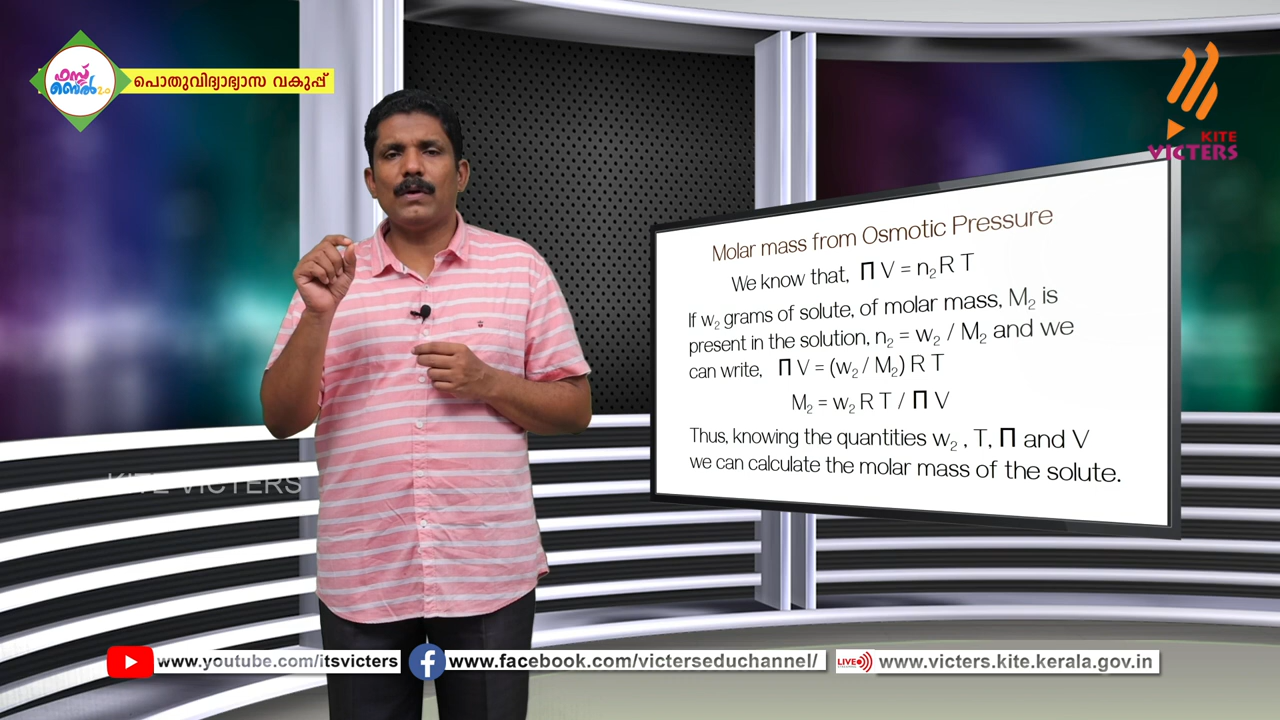 ഫസ്റ്റ്
ബെൽ 2.0
പൊതുവിദ്യാഭ്യാസ വകുപ്പ്
KITE
VICTERS
Molar mass from Osmotic Pressure
We know that, Π V = n₂ R T
If w₂ grams of solute, of molar mass, M₂ is
present in the solution, n₂ = w₂ / M₂ and we
can write, Π V = (w₂ / M₂) R T
M₂ = w₂ R T / Π V
Thus, knowing the quantities w₂ , T, Π and V
we can calculate the molar mass of the solute.
KITE VICTERS
www.youtube.com/itsvicters
www.facebook.com/victerseduchannel/
LIVE
www.victers.kite.kerala.gov.in